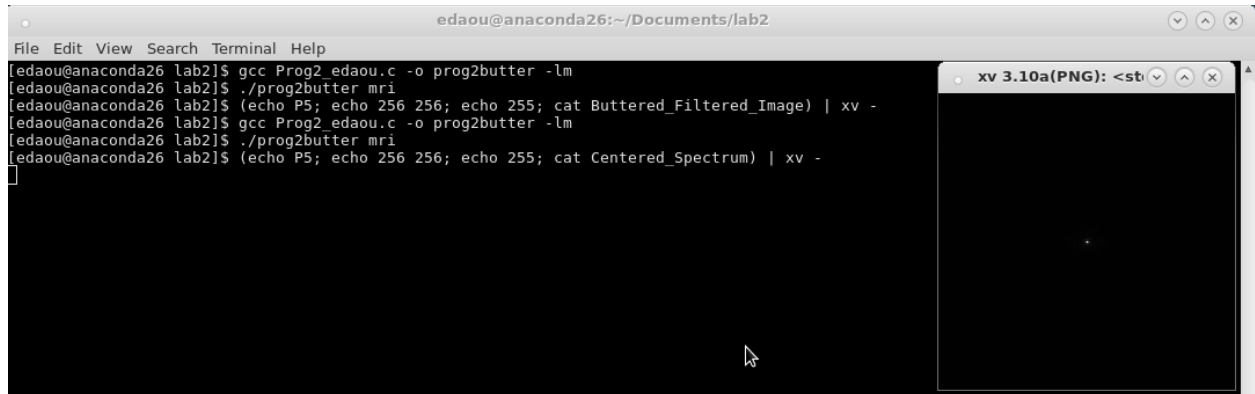 edaou@anaconda26:~/Documents/lab2
File Edit View Search Terminal Help
[edaou@anaconda26 lab2]$ gcc Prog2_edaou.c -o prog2butter -lm
[edaou@anaconda26 lab2]$ ./prog2butter mri
[edaou@anaconda26 lab2]$ (echo P5; echo 256 256; echo 255; cat Buttered_Filtered_Image) | xv -
[edaou@anaconda26 lab2]$ gcc Prog2_edaou.c -o prog2butter -lm
[edaou@anaconda26 lab2]$ ./prog2butter mri
[edaou@anaconda26 lab2]$ (echo P5; echo 256 256; echo 255; cat Centered_Spectrum) | xv -
xv 3.10a(PNG): <st